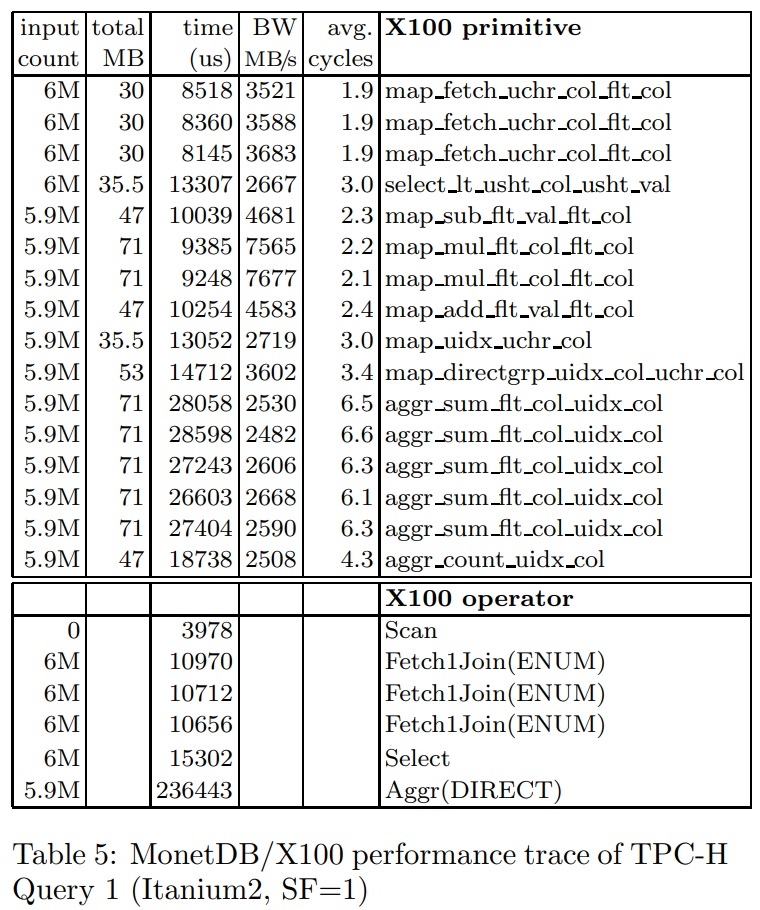 input total time BW avg. X100 primitive
count MB (us) MB/s cycles
6M 30 8518 3521 1.9 map_fetch_uchr_col_flt_col
6M 30 8360 3588 1.9 map_fetch_uchr_col_flt_col
6M 30 8145 3683 1.9 map_fetch_uchr_col_flt_col
6M 35.5 13307 2667 3.0 select_lt_usht_col_usht_val
5.9M 47 10039 4681 2.3 map_sub_flt_val_flt_col
5.9M 71 9385 7565 2.2 map_mul_flt_col_flt_col
5.9M 71 9248 7677 2.1 map_mul_flt_col_flt_col
5.9M 47 10254 4583 2.4 map_add_flt_val_flt_col
5.9M 35.5 13052 2719 3.0 map_uidx_uchr_col
5.9M 53 14712 3602 3.4 map_directgrp_uidx_col_uchr_col
5.9M 71 28058 2530 6.5 aggr_sum_flt_col_uidx_col
5.9M 71 28598 2482 6.6 aggr_sum_flt_col_uidx_col
5.9M 71 27243 2606 6.3 aggr_sum_flt_col_uidx_col
5.9M 71 26603 2668 6.1 aggr_sum_flt_col_uidx_col
5.9M 71 27404 2590 6.3 aggr_sum_flt_col_uidx_col
5.9M 47 18738 2508 4.3 aggr_count_uidx_col
X100 operator
0 3978 Scan
6M 10970 Fetch1Join(ENUM)
6M 10712 Fetch1Join(ENUM)
6M 10656 Fetch1Join(ENUM)
6M 15302 Select
5.9M 236443 Aggr(DIRECT)
Table 5: MonetDB/X100 performance trace of TPC-H
Query 1 (Itanium2, SF=1)